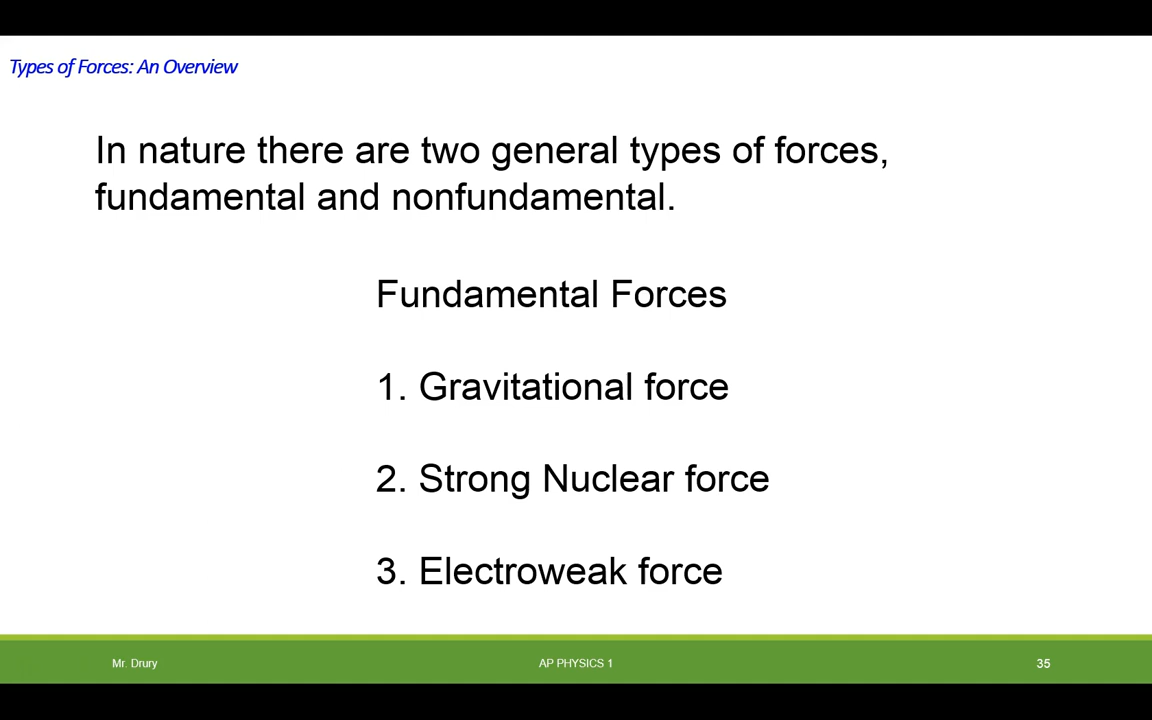 Types of Forces: An Overview
In nature there are two general types of forces,
fundamental and nonfundamental.
Fundamental Forces
1. Gravitational force
2. Strong Nuclear force
3. Electroweak force
Mr. Drury
AP PHYSICS 1
35